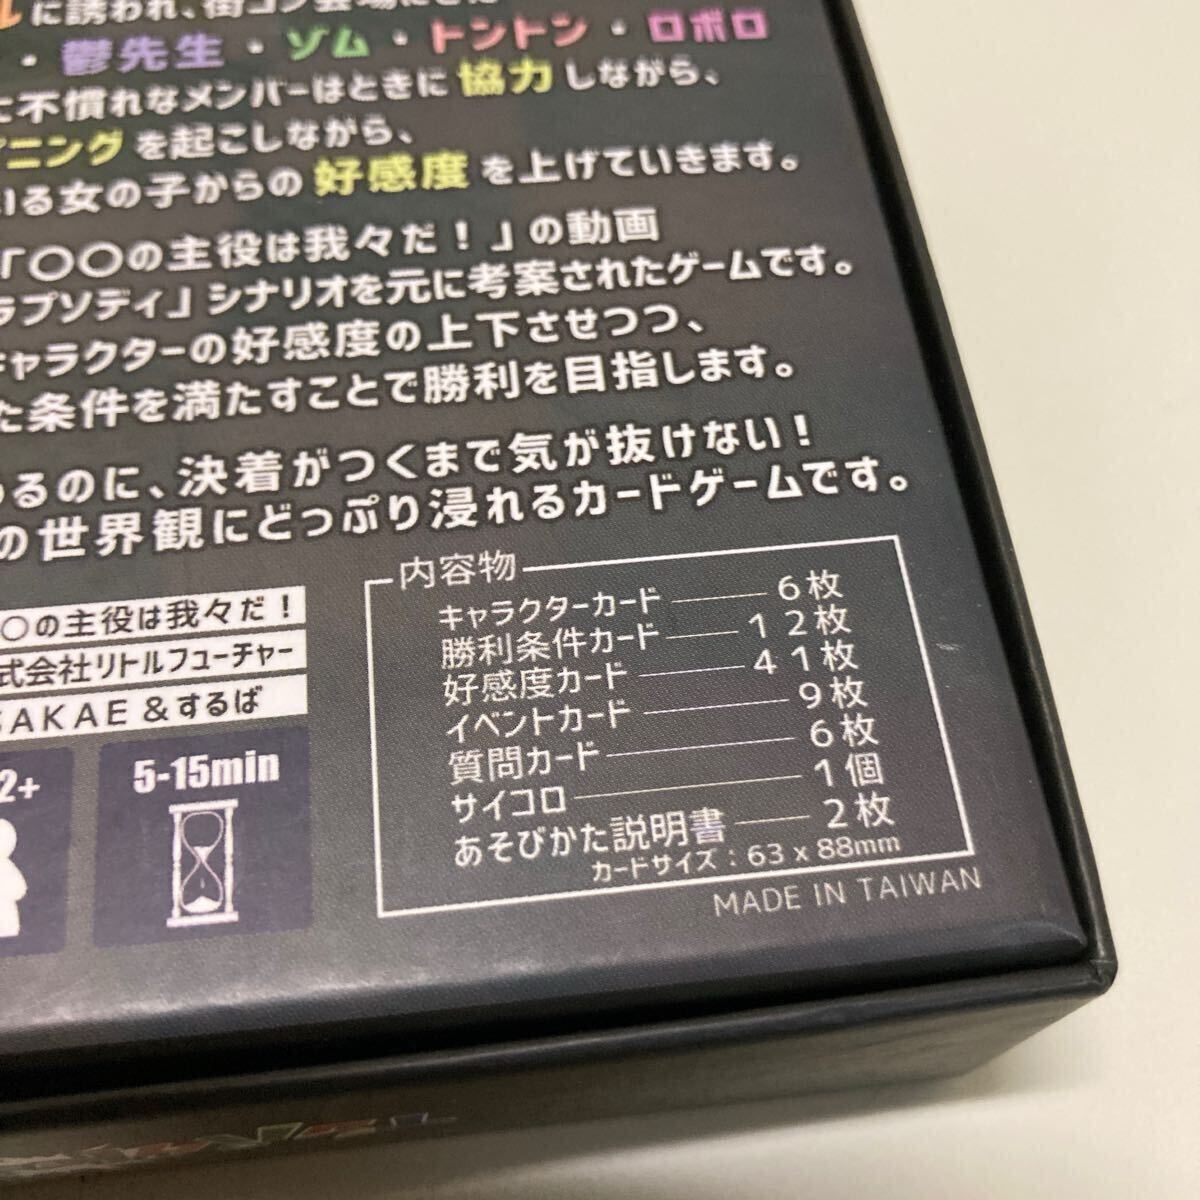 に誘われ、街コン会場にきた
・鬱先生・ゾム・トントン・ロボロ
に不慣れなメンバーはときに協力しながら、
イニングを起こしながら、
いる女の子からの好感度を上げていきます。
「〇〇の主役は我々だ！」の動画
ラプソディ」シナリオを元に考案されたゲームです。
キャラクターの好感度の上下させつつ、
た条件を満たすことで勝利を目指します。
るのに、決着がつくまで気が抜けない！
の世界観にどっぷり浸れるカードゲームです。
〇の主役は我々だ！
式会社リトルフューチャー
SAKAE＆するば
2+
5-15min
内容物
キャラクターカード 6枚
勝利条件カード 12枚
好感度カード 41枚
イベントカード 9枚
質問カード 6枚
サイコロ 1個
あそびかた説明書 2枚
カードサイズ：63 x 88mm
MADE IN TAIWAN